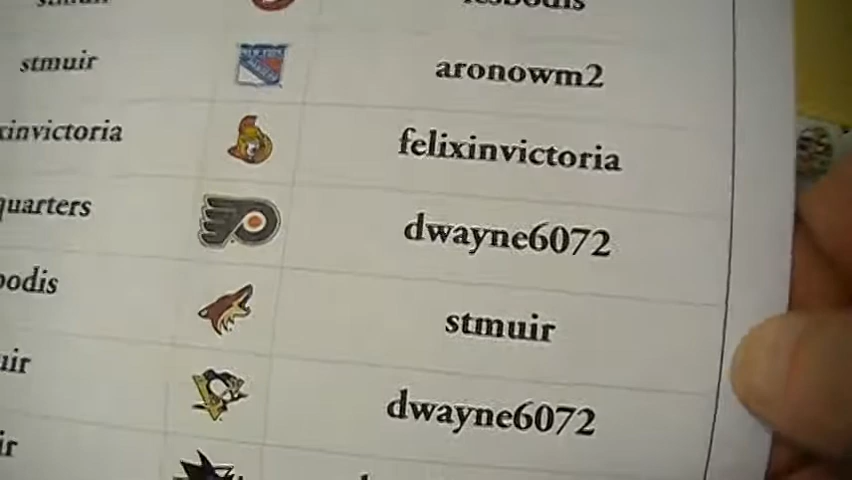 stmuir aronowm2
xinvictoria felixinvictoria
quarters dwayne6072
odis stmuir
uir dwayne6072
ir